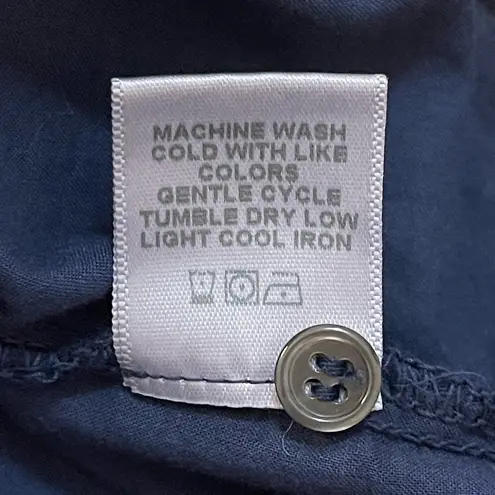 MACHINE WASH
COLD WITH LIKE
COLORS
GENTLE CYCLE
TUMBLE DRY LOW
LIGHT COOL IRON